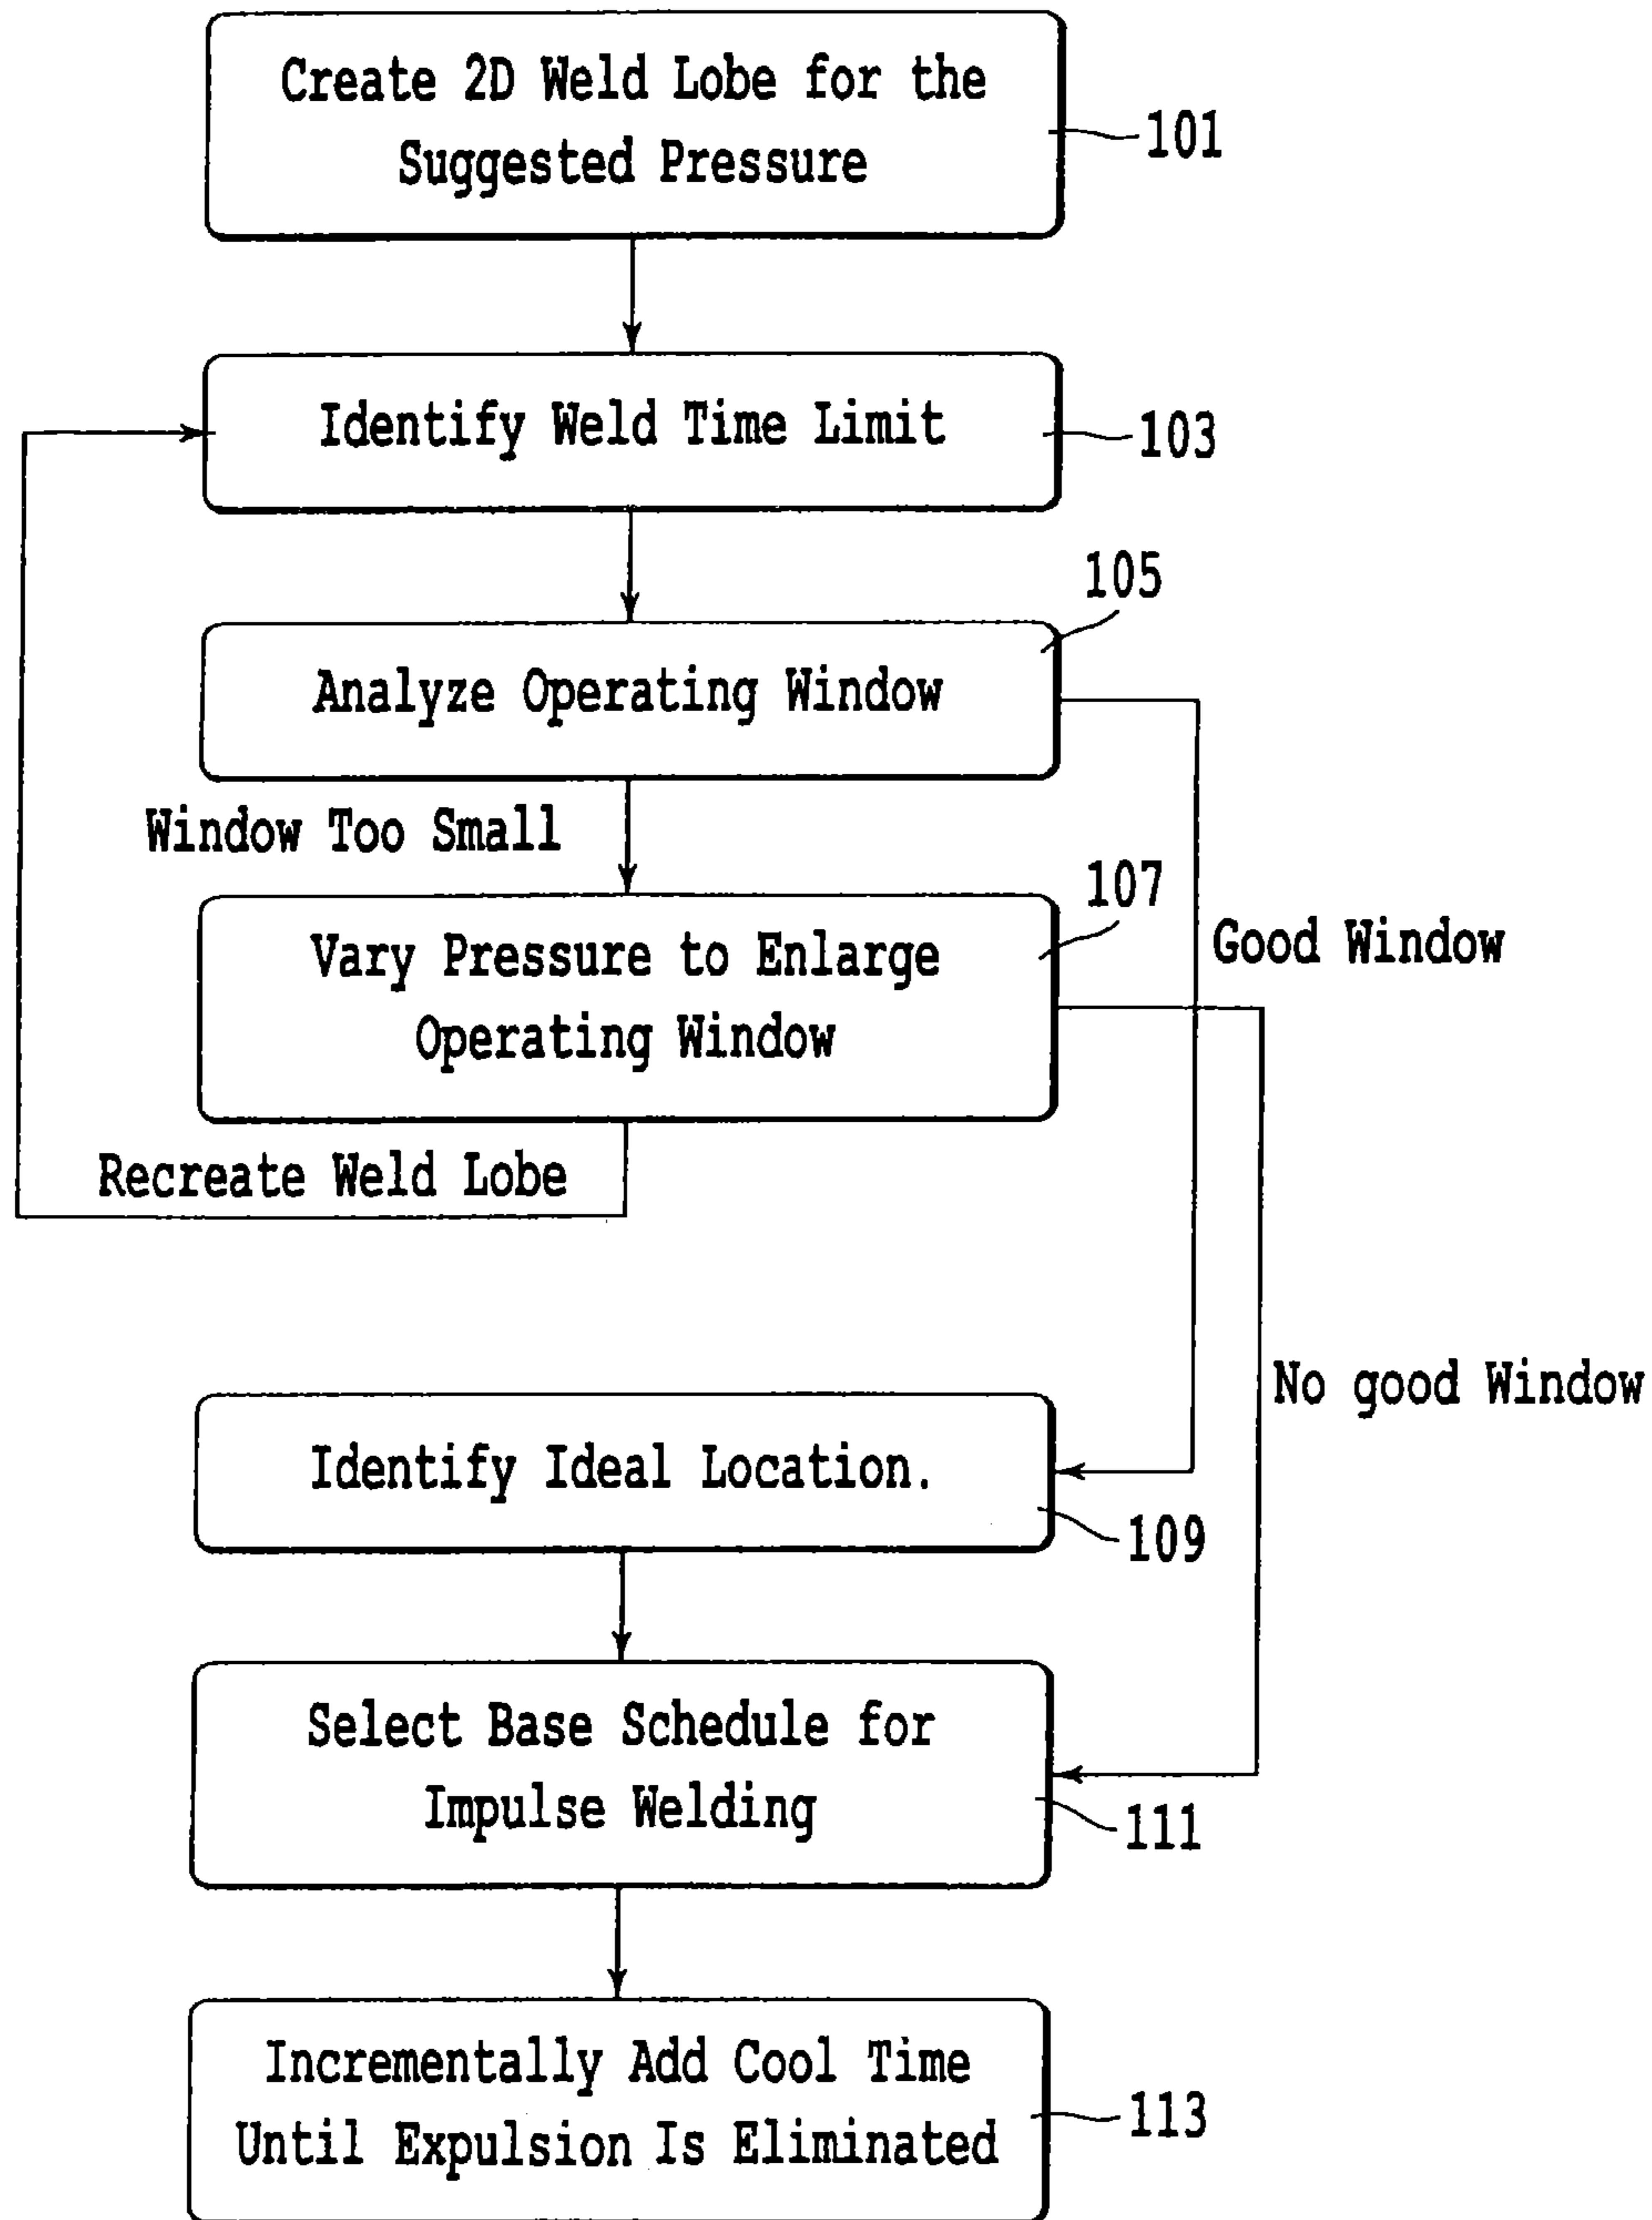 Create 2D Weld Lobe for the
Suggested Pressure
101
Identify Weld Time Limit
103
105
Analyze Operating Window
Window Too Small
107
Vary Pressure to Enlarge
Operating Window
Good Window
Recreate Weld Lobe
No good Window
Identify Ideal Location.
109
Select Base Schedule for
Impulse Welding
111
Incrementally Add Cool Time
Until Expulsion Is Eliminated
113